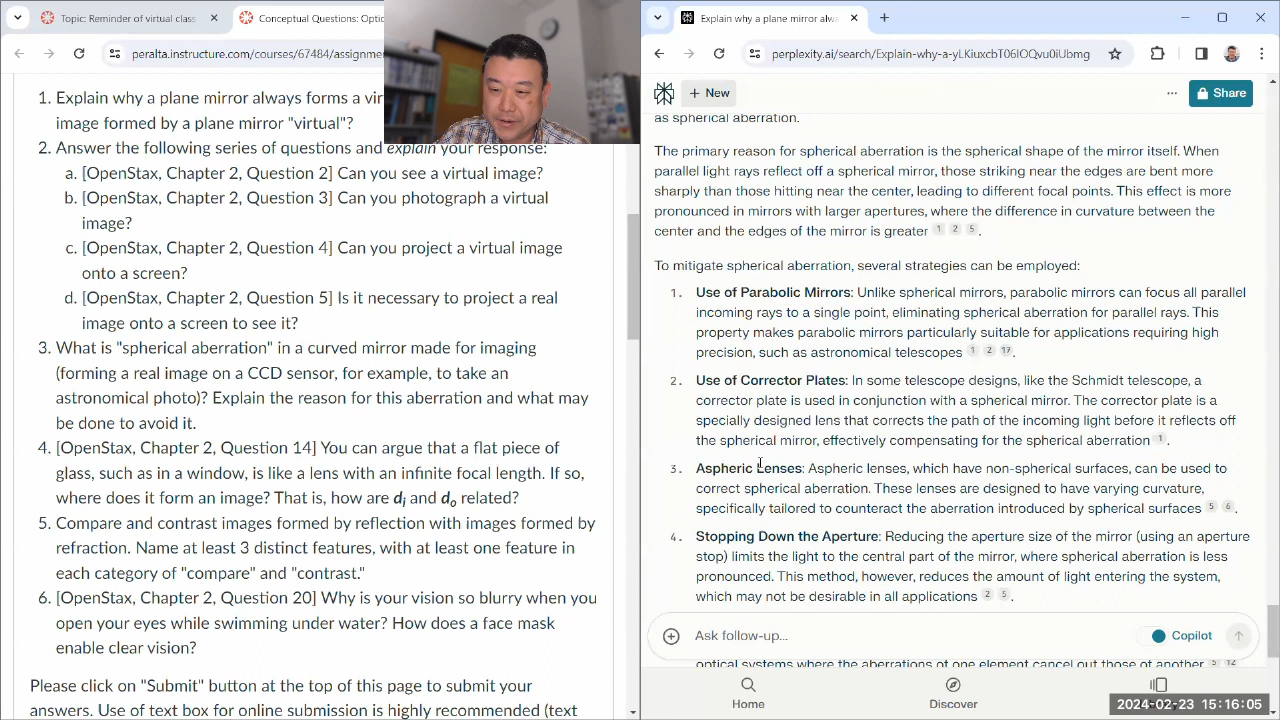 Topic: Reminder of virtual class
Conceptual Questions: Optic
peralta.instructure.com/courses/67484/assignme
1. Explain why a plane mirror always forms a vir
image formed by a plane mirror "virtual"?
2. Answer the following series of questions and explain your response:
a. [OpenStax, Chapter 2, Question 2] Can you see a virtual image?
b. [OpenStax, Chapter 2, Question 3] Can you photograph a virtual
image?
c. [OpenStax, Chapter 2, Question 4] Can you project a virtual image
onto a screen?
d. [OpenStax, Chapter 2, Question 5] Is it necessary to project a real
image onto a screen to see it?
3. What is "spherical aberration" in a curved mirror made for imaging
(forming a real image on a CCD sensor, for example, to take an
astronomical photo)? Explain the reason for this aberration and what may
be done to avoid it.
4. [OpenStax, Chapter 2, Question 14] You can argue that a flat piece of
glass, such as in a window, is like a lens with an infinite focal length. If so,
where does it form an image? That is, how are di and do related?
5. Compare and contrast images formed by reflection with images formed by
refraction. Name at least 3 distinct features, with at least one feature in
each category of "compare" and "contrast."
6. [OpenStax, Chapter 2, Question 20] Why is your vision so blurry when you
open your eyes while swimming under water? How does a face mask
enable clear vision?
Please click on "Submit" button at the top of this page to submit your
answers. Use of text box for online submission is highly recommended (text
Explain why a plane mirror alwa
perplexity.ai/search/Explain-why-a-yLKiuxcbT06IOQvu0iUbmg
+ New
... Share
as spherical aberration.
The primary reason for spherical aberration is the spherical shape of the mirror itself. When
parallel light rays reflect off a spherical mirror, those striking near the edges are bent more
sharply than those hitting near the center, leading to different focal points. This effect is more
pronounced in mirrors with larger apertures, where the difference in curvature between the
center and the edges of the mirror is greater 1 2 5 .
To mitigate spherical aberration, several strategies can be employed:
1. Use of Parabolic Mirrors: Unlike spherical mirrors, parabolic mirrors can focus all parallel
incoming rays to a single point, eliminating spherical aberration for parallel rays. This
property makes parabolic mirrors particularly suitable for applications requiring high
precision, such as astronomical telescopes 1 2 17 .
2. Use of Corrector Plates: In some telescope designs, like the Schmidt telescope, a
corrector plate is used in conjunction with a spherical mirror. The corrector plate is a
specially designed lens that corrects the path of the incoming light before it reflects off
the spherical mirror, effectively compensating for the spherical aberration 1 .
3. Aspheric Lenses: Aspheric lenses, which have non-spherical surfaces, can be used to
correct spherical aberration. These lenses are designed to have varying curvature,
specifically tailored to counteract the aberration introduced by spherical surfaces 5 6 .
4. Stopping Down the Aperture: Reducing the aperture size of the mirror (using an aperture
stop) limits the light to the central part of the mirror, where spherical aberration is less
pronounced. This method, however, reduces the amount of light entering the system,
which may not be desirable in all applications 2 5 .
Ask follow-up...
Copilot
optical systems where the aberrations of one element cancel out those of another 5 12
Home
Discover
2024-02-23 15:16:05